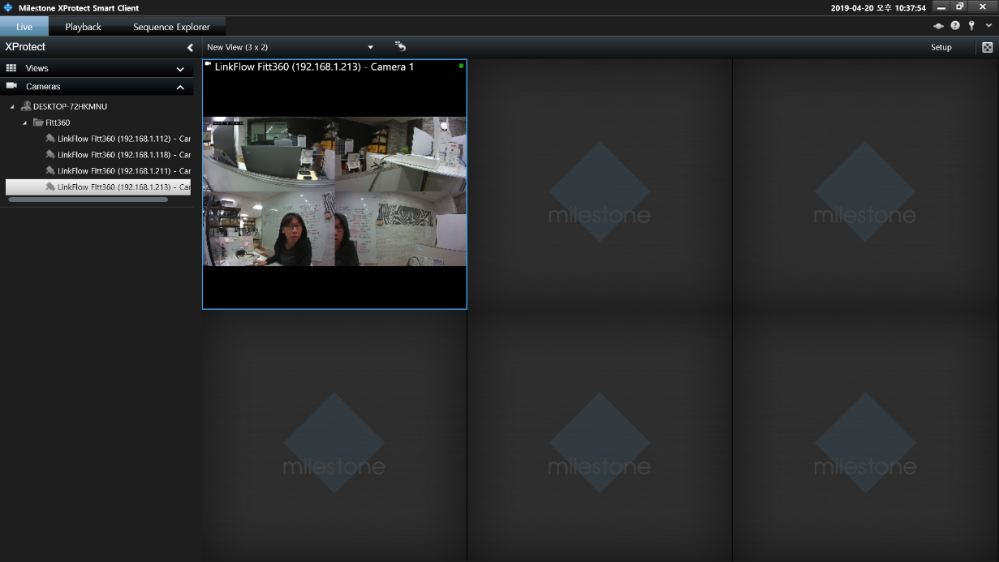 Milestone XProtect Smart Client
2019-04-20 오후 10:37:54
Live
Playback
Sequence Explorer
XProtect
New View (3 x 2)
Setup
Views
Cameras
DESKTOP-72HKMNU
Fitt360
LinkFlow Fitt360 (192.168.1.112) - Car
LinkFlow Fitt360 (192.168.1.118) - Car
LinkFlow Fitt360 (192.168.1.211) - Car
LinkFlow Fitt360 (192.168.1.213) - Car
LinkFlow Fitt360 (192.168.1.213) - Camera 1
milestone
milestone
milestone
milestone
milestone